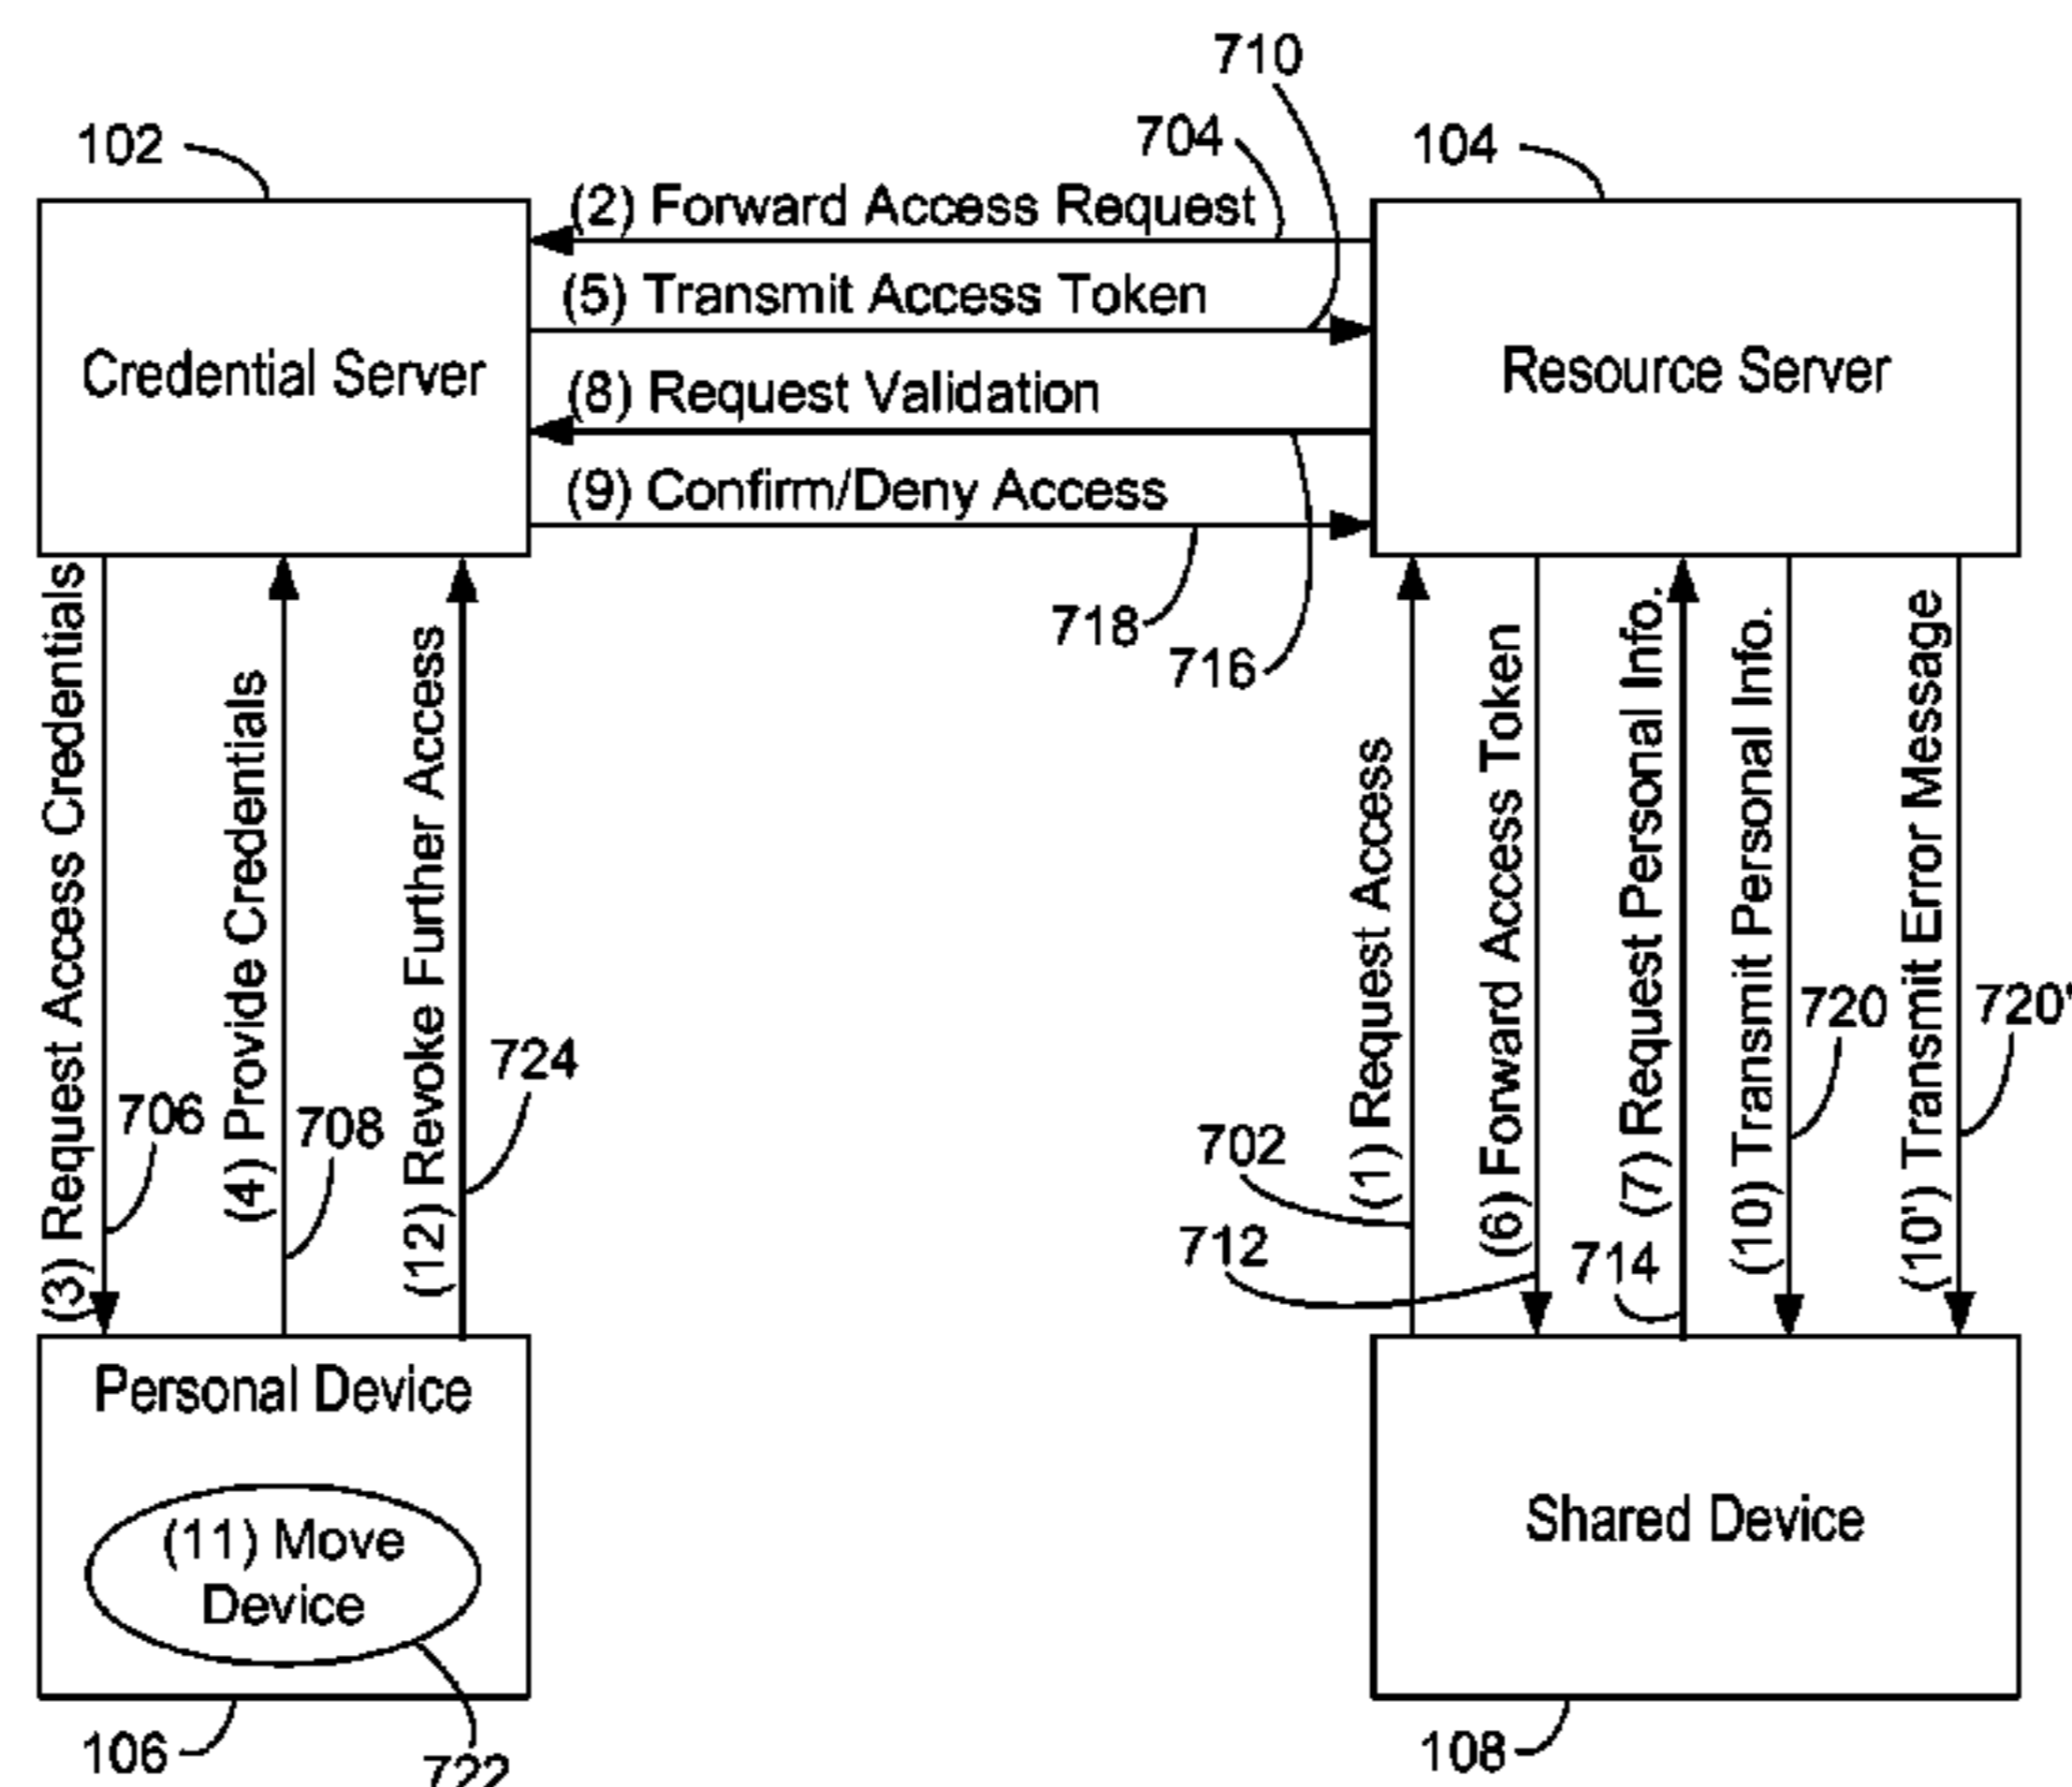 710
704
102
104
(2) Forward Access Request
(5) Transmit Access Token
Credential Server
Resource Server
(8) Request Validation
(9) Confirm/Deny Access
718
716
(3) Request Access Credentials
(4) Provide Credentials
(12) Revoke Further Access
(1) Request Access
(6) Forward Access Token
(7) Request Personal Info.
(10) Transmit Personal Info.
(10') Transmit Error Message
706
708
724
702
712
714
720
720'
Personal Device
(11) Move
Device
Shared Device
106
722
108